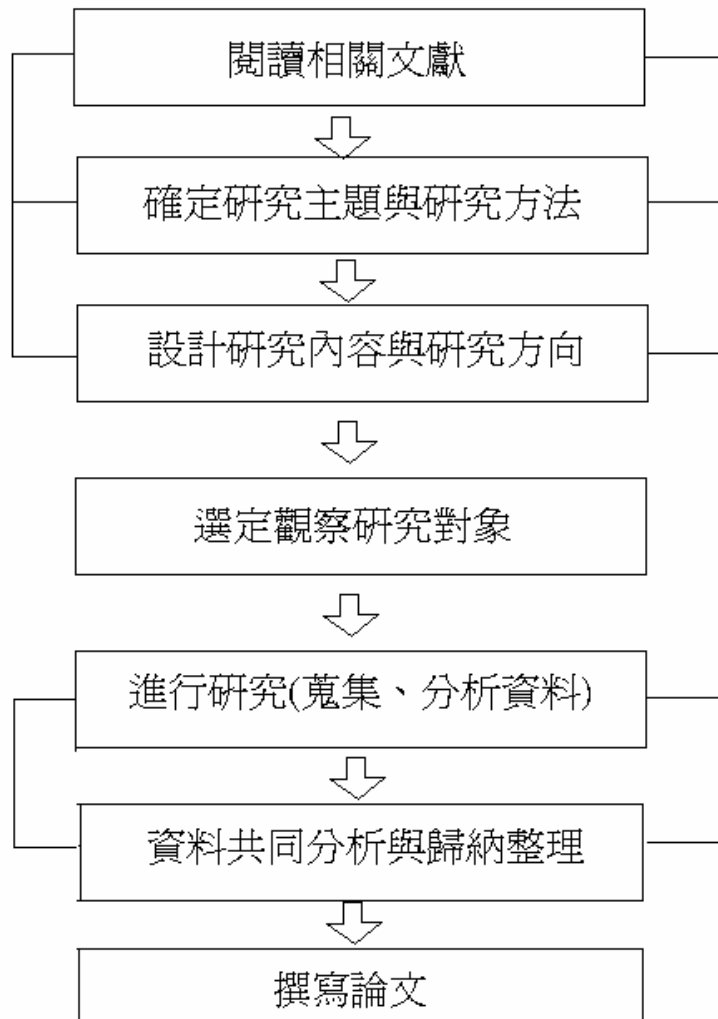 閱讀相關文獻
確定研究主題與研究方法
設計研究內容與研究方向
選定觀察研究對象
進行研究(蒐集、分析資料)
資料共同分析與歸納整理
撰寫論文